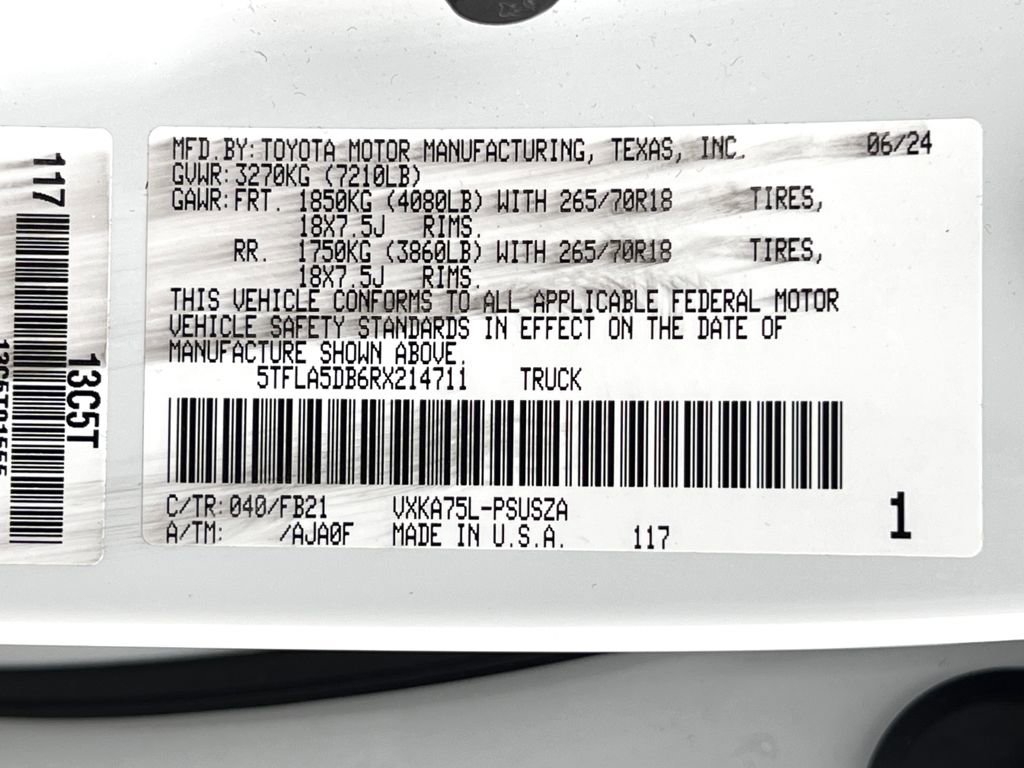 MFD.BY:TOYOTA MOTOR MANUFACTURING, TEXAS, INC. 06/24
GVWR:3270KG (7210LB)
GAWR:FRT. 1850KG (4080LB) WITH 265/70R18 TIRES,
18X7.5J RIMS.
RR. 1750KG (3860LB) WITH 265/70R18 TIRES,
18X7.5J RIMS.
THIS VEHICLE CONFORMS TO ALL APPLICABLE FEDERAL MOTOR
VEHICLE SAFETY STANDARDS IN EFFECT ON THE DATE OF
MANUFACTURE SHOWN ABOVE.
5TFLA5DB6RX214711 TRUCK
C/TR:040/FB21 VXKA75L-PSUSZA
A/TM: /AJA0F MADE IN U.S.A. 117 1
117
13C5T